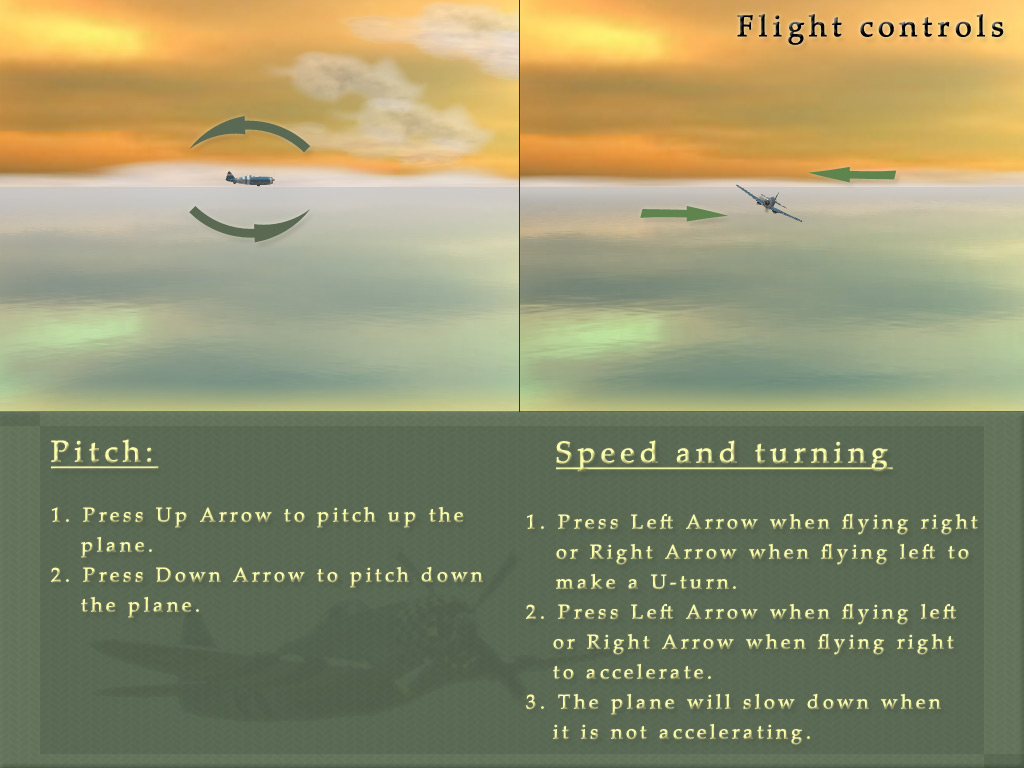 Flight controls
Pitch:
1. Press Up Arrow to pitch up the
plane.
2. Press Down Arrow to pitch down
the plane.
Speed and turning
1. Press Left Arrow when flying right
or Right Arrow when flying left to
make a U-turn.
2. Press Left Arrow when flying left
or Right Arrow when flying right
to accelerate.
3. The plane will slow down when
it is not accelerating.